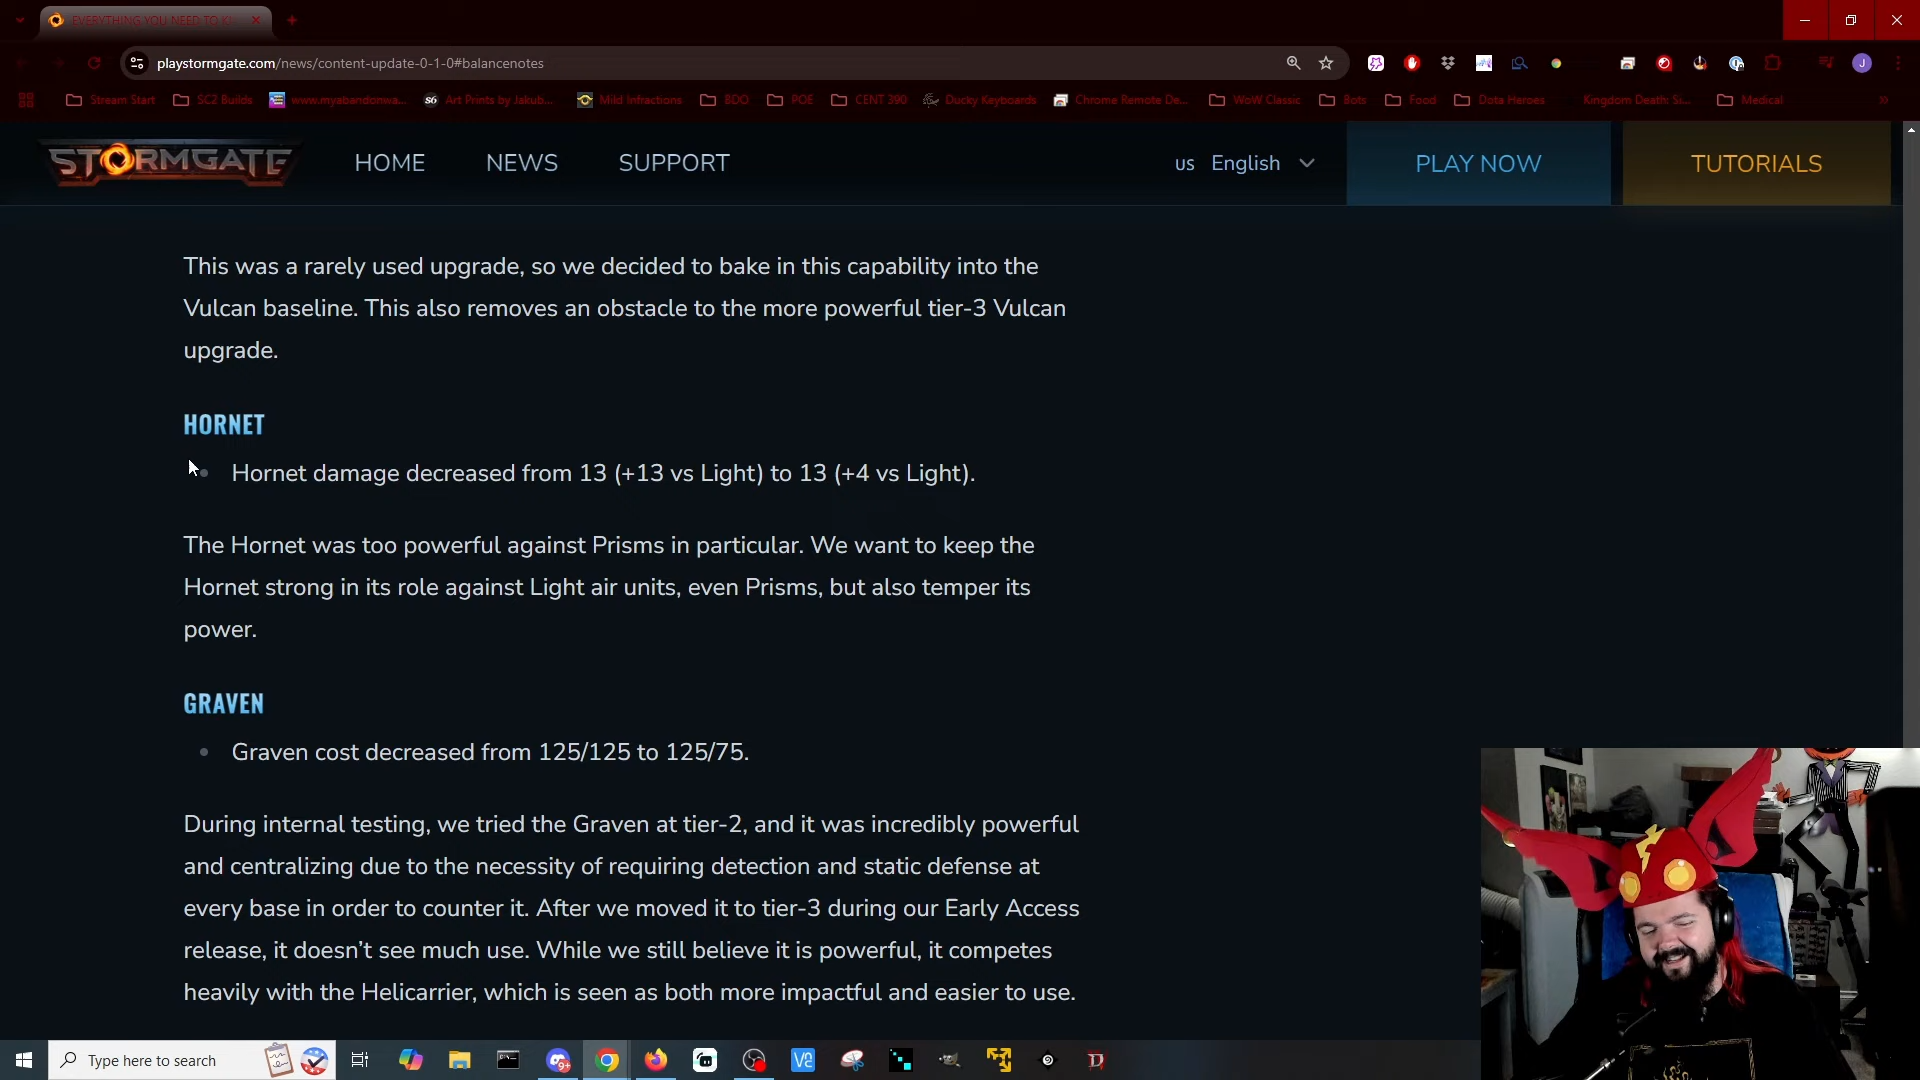 EVERYTHING YOU NEED TO K
playstormgate.com/news/content-update-0-1-0#balancenotes
Stream Start
SC2 Builds
www.myabandonwa...
Art Prints by Jakub...
Mild Infractions
BDO
POE
CENT 390
Ducky Keyboards
Chrome Remote De...
WoW Classic
Bots
Food
Dota Heroes
Kingdom Death: Si...
Medical
STORMGATE
HOME
NEWS
SUPPORT
us English
PLAY NOW
TUTORIALS
This was a rarely used upgrade, so we decided to bake in this capability into the
Vulcan baseline. This also removes an obstacle to the more powerful tier-3 Vulcan
upgrade.
HORNET
Hornet damage decreased from 13 (+13 vs Light) to 13 (+4 vs Light).
The Hornet was too powerful against Prisms in particular. We want to keep the
Hornet strong in its role against Light air units, even Prisms, but also temper its
power.
GRAVEN
Graven cost decreased from 125/125 to 125/75.
During internal testing, we tried the Graven at tier-2, and it was incredibly powerful
and centralizing due to the necessity of requiring detection and static defense at
every base in order to counter it. After we moved it to tier-3 during our Early Access
release, it doesn't see much use. While we still believe it is powerful, it competes
heavily with the Helicarrier, which is seen as both more impactful and easier to use.
Type here to search